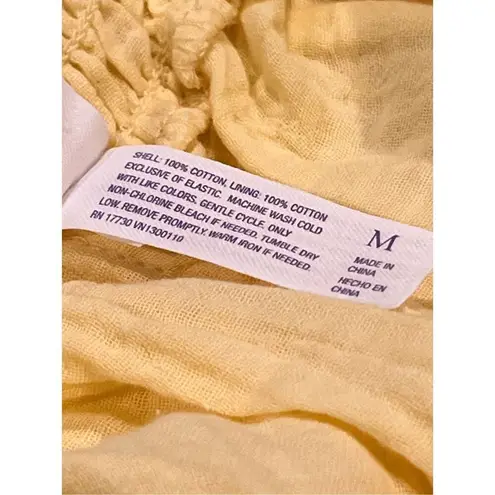 SHELL: 100% COTTON, LINING: 100% COTTON
EXCLUSIVE OF ELASTIC. MACHINE WASH COLD
WITH LIKE COLORS, GENTLE CYCLE. ONLY
NON-CHLORINE BLEACH IF NEEDED. TUMBLE DRY
LOW. REMOVE PROMPTLY. WARM IRON IF NEEDED.
RN 17730 VN1300110
M
MADE IN
CHINA
HECHO EN
CHINA